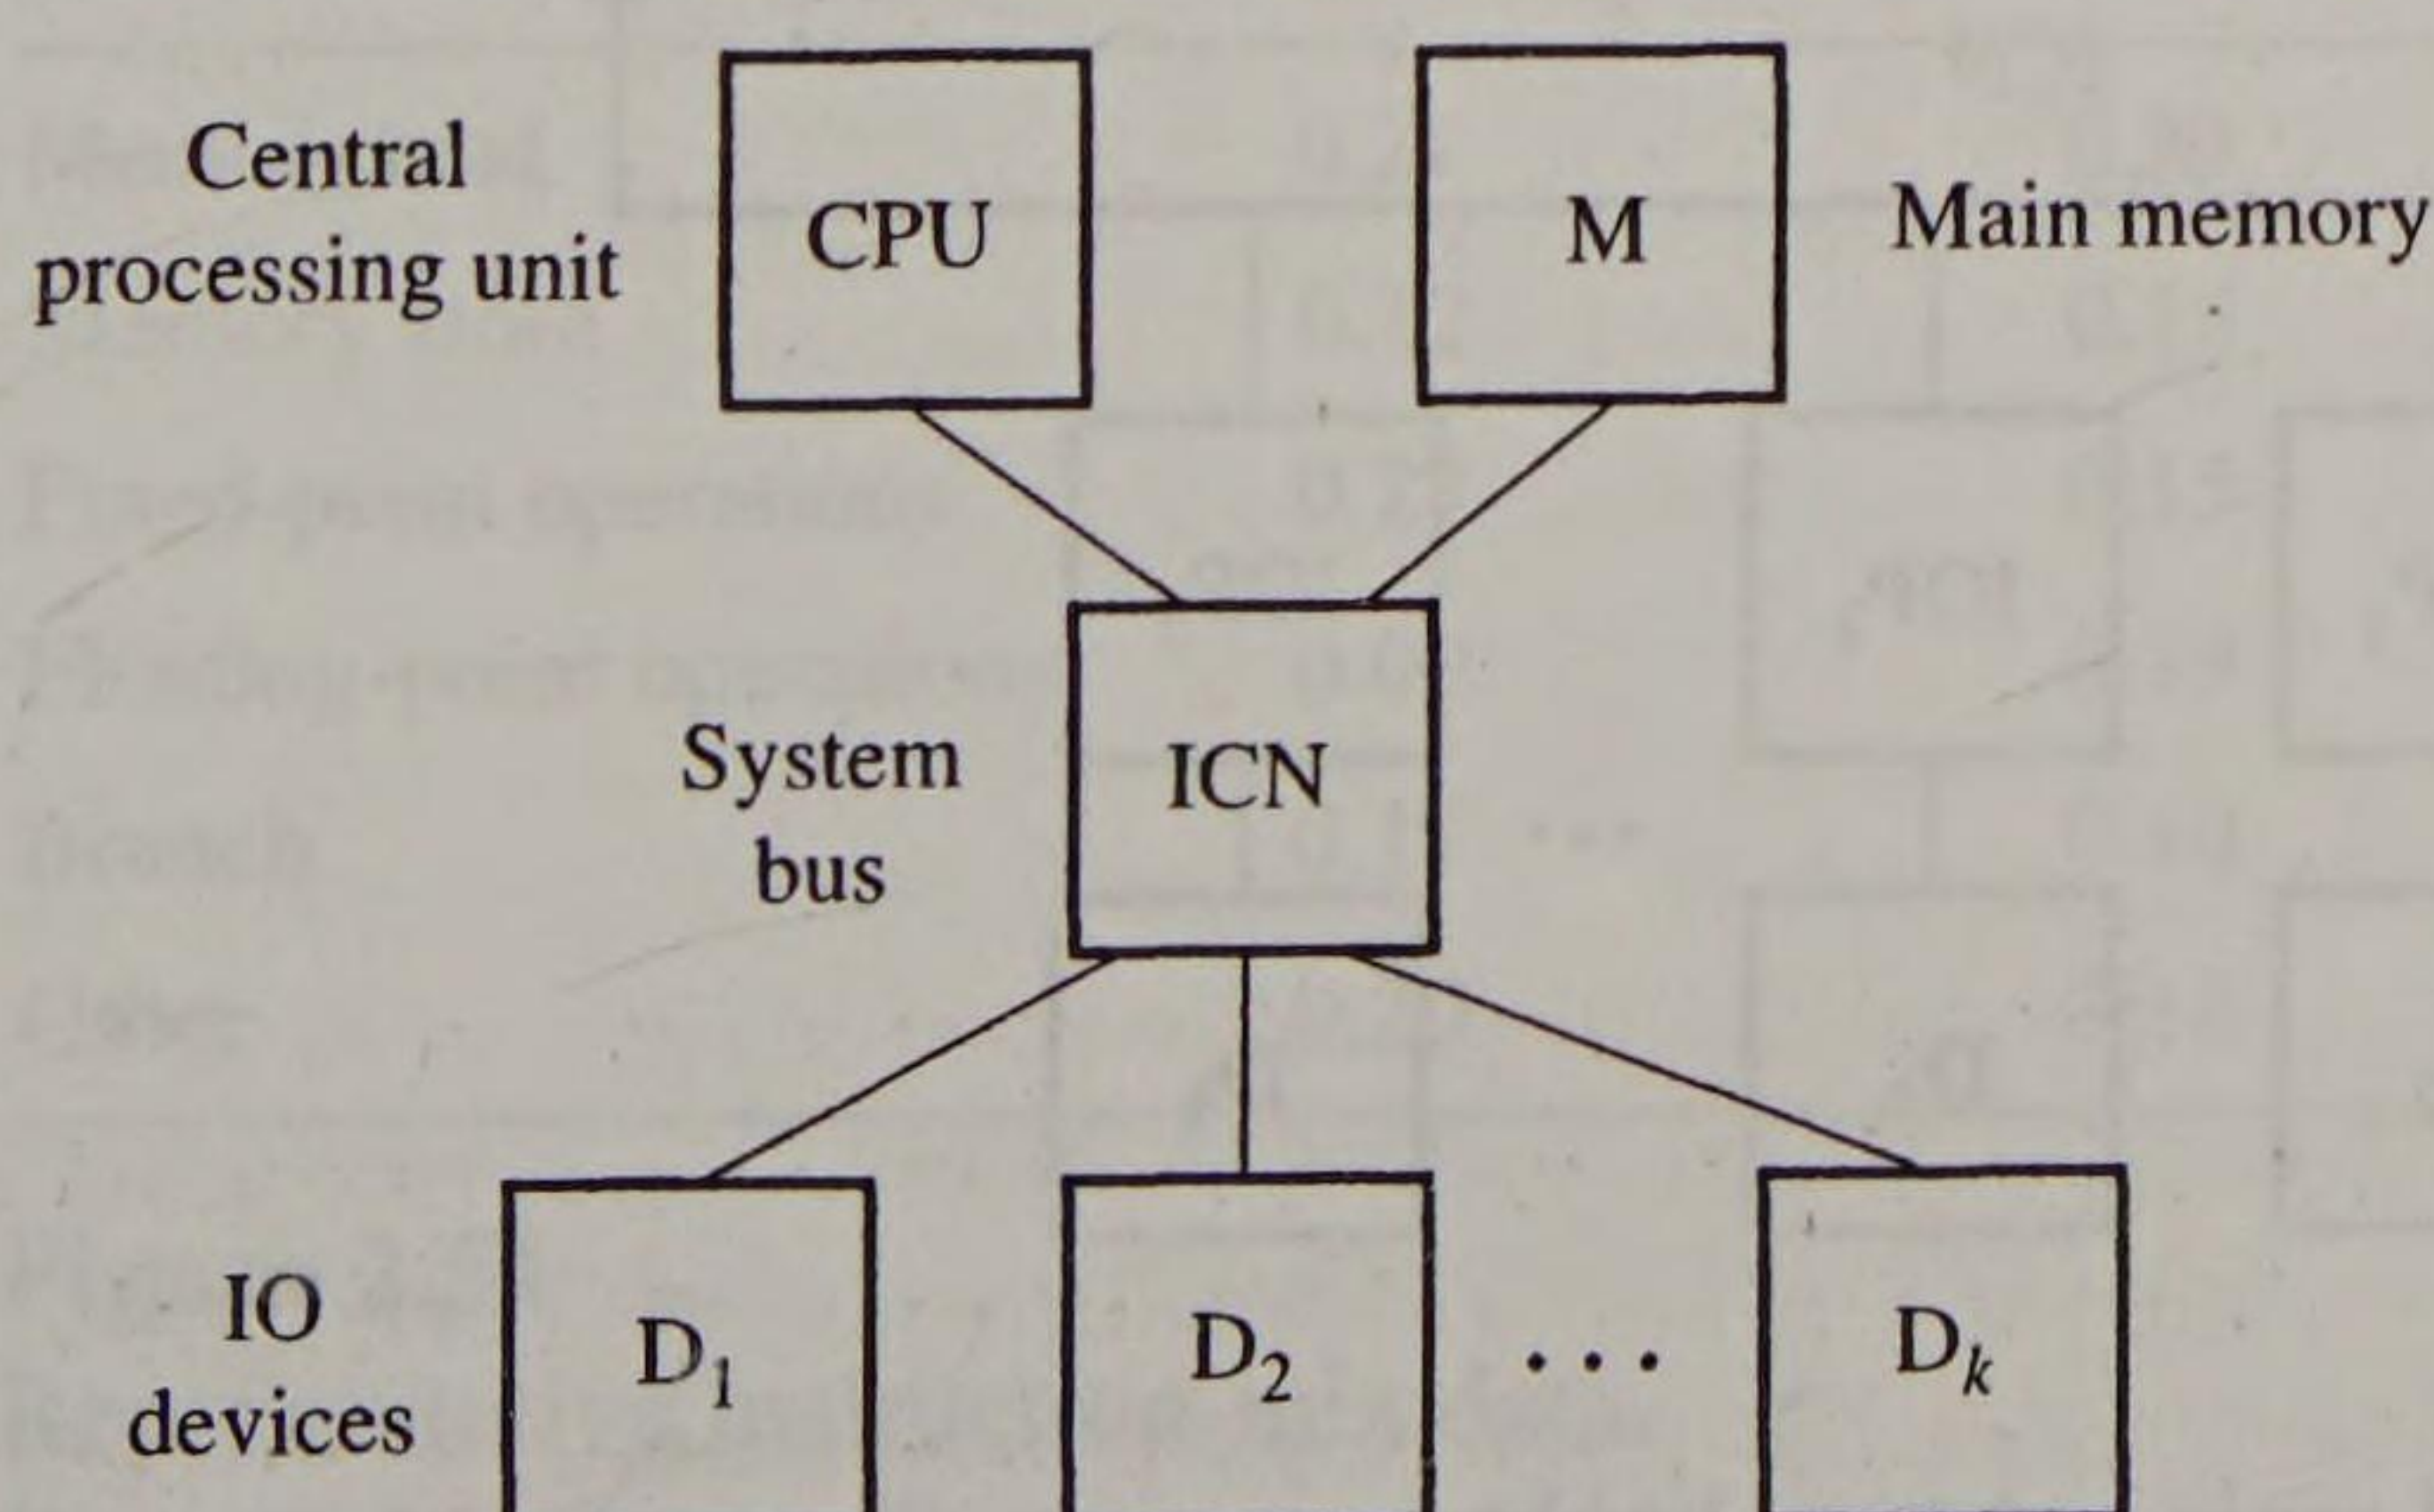 Central
processing unit
CPU
M
Main memory
System
bus
ICN
IO
devices
D₁
D₂
...
Dₖ